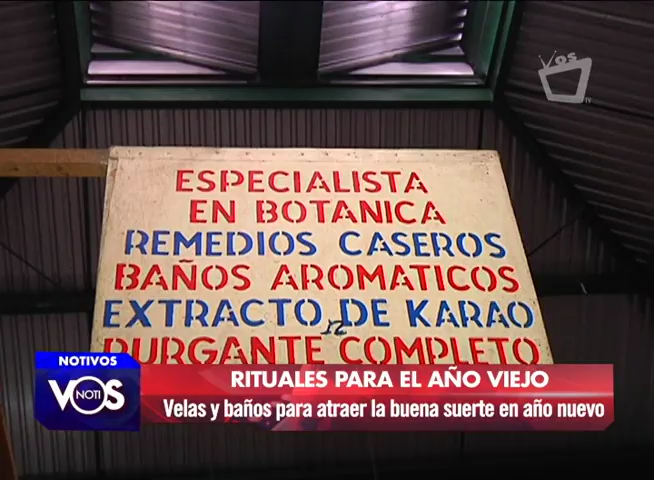 VOS
TV
ESPECIALISTA
EN BOTANICA
REMEDIOS CASEROS
BAÑOS AROMATICOS
EXTRACTO DE KARAO
PURGANTE COMPLETO
NOTIVOS
VOS
NOTI
RITUALES PARA EL AÑO VIEJO
Velas y baños para atraer la buena suerte en año nuevo